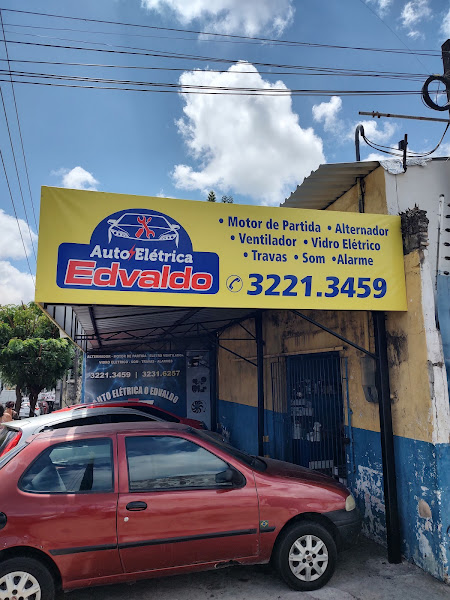 Auto Elétrica
Edvaldo
• Motor de Partida • Alternador
• Ventilador • Vidro Elétrico
• Travas • Som • Alarme
3221.3459
3221.3459 | 3231.6257
AUTO ELÉTRICA O EDVALDO